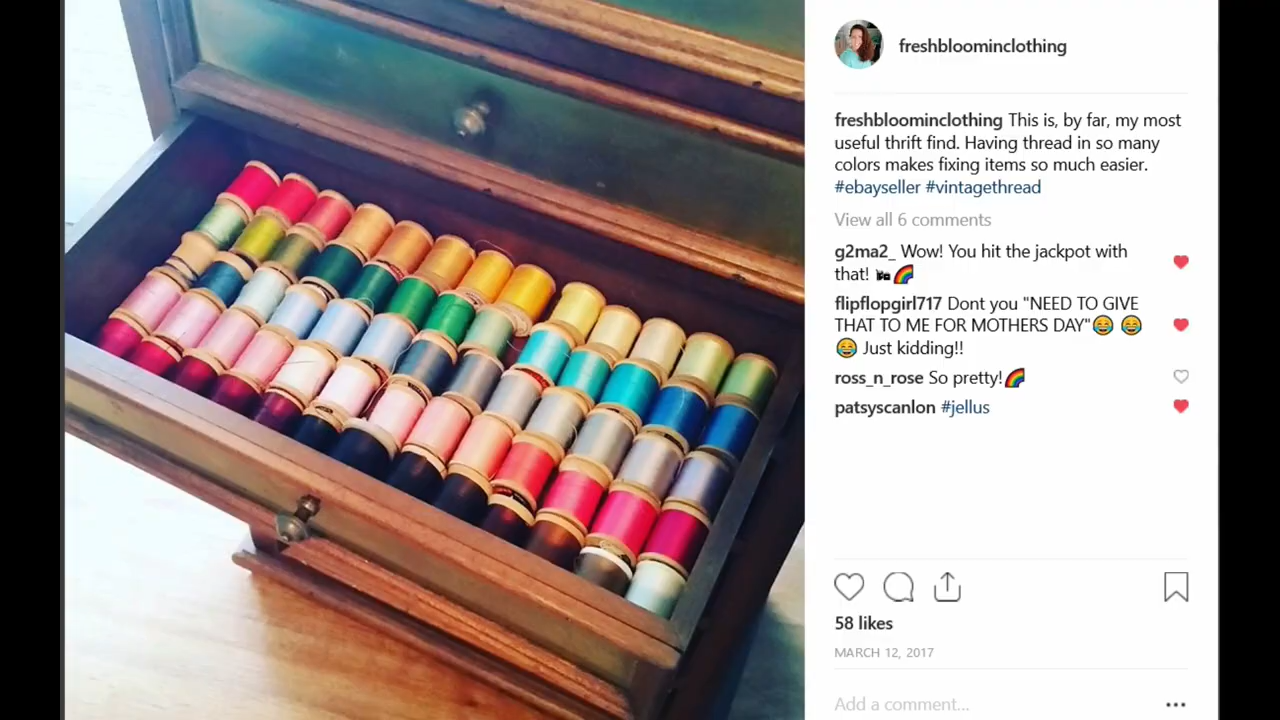 freshbloominclothing
freshbloominclothing This is, by far, my most
useful thrift find. Having thread in so many
colors makes fixing items so much easier.
#ebayseller #vintagethread
View all 6 comments
g2ma2_ Wow! You hit the jackpot with
that! 📸🌈
flipflopgirl717 Dont you "NEED TO GIVE
THAT TO ME FOR MOTHERS DAY"😂 😂
😂 Just kidding!!
ross_n_rose So pretty!🌈
patsyscanlon #jellus
58 likes
MARCH 12, 2017
Add a comment...